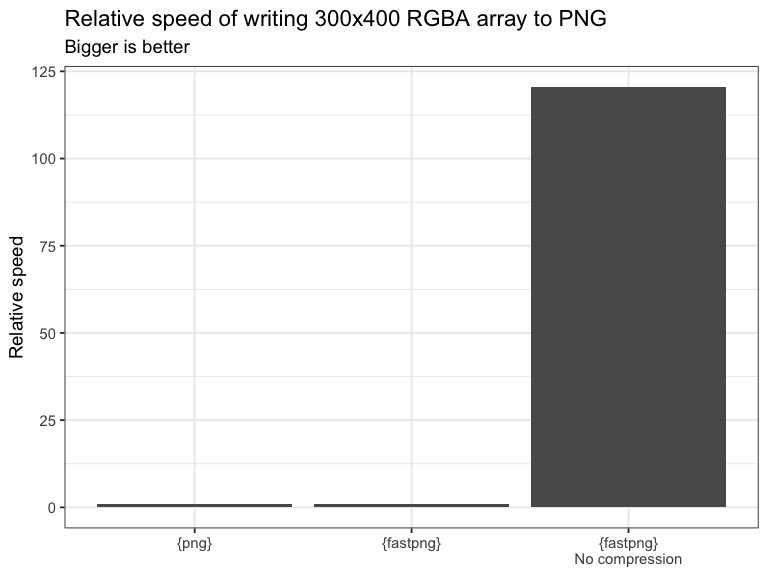 Relative speed of writing 300x400 RGBA array to PNG
Bigger is better
125
100
75
50
25
0
Relative speed
{png}
{fastpng}
{fastpng}
No compression